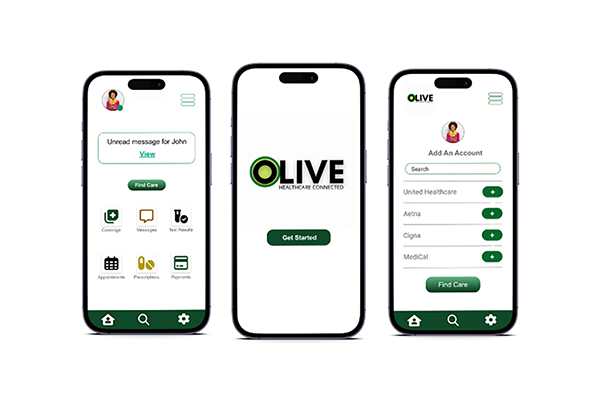 Unread message for John
View
Find Care
Coverage
Messages
Test Results
Appointments
Prescriptions
Payments
OLIVE
HEALTHCARE CONNECTED
Get Started
OLIVE
Add An Account
Search
United Healthcare
+
Aetna
+
Cigna
+
MediCal
+
Find Care